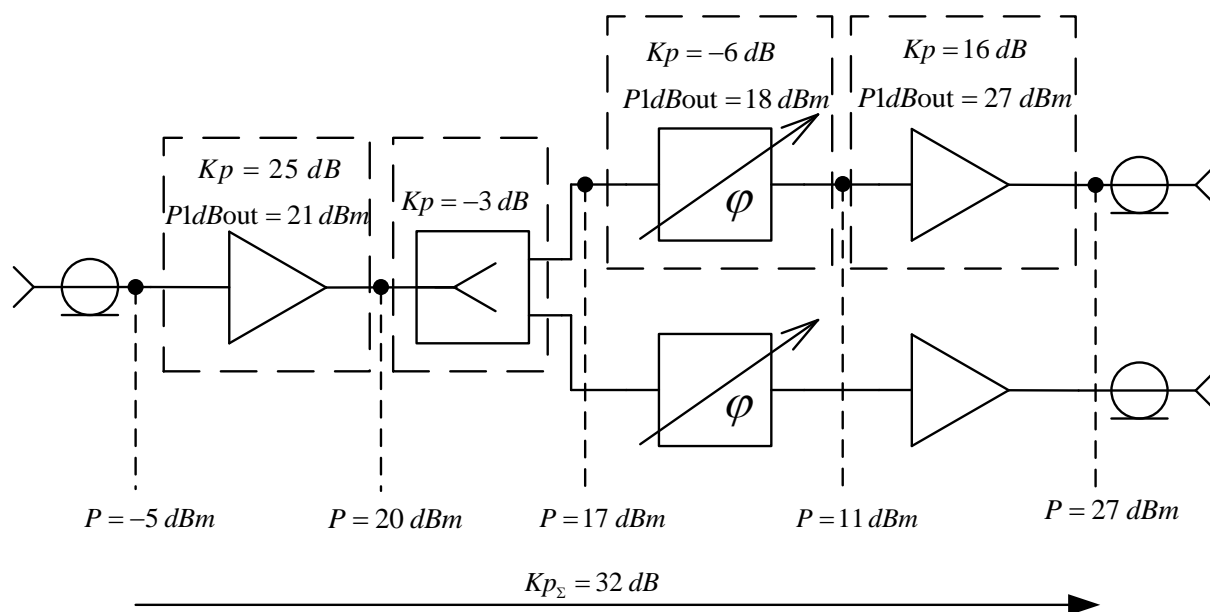 Kp = −6 dB
P1dBout = 18 dBm
Kp = 16 dB
P1dBout = 27 dBm
Kp = 25 dB
P1dBout = 21 dBm
Kp = −3 dB
φ
φ
P = −5 dBm
P = 20 dBm
P = 17 dBm
P = 11 dBm
P = 27 dBm
Kp_Σ = 32 dB